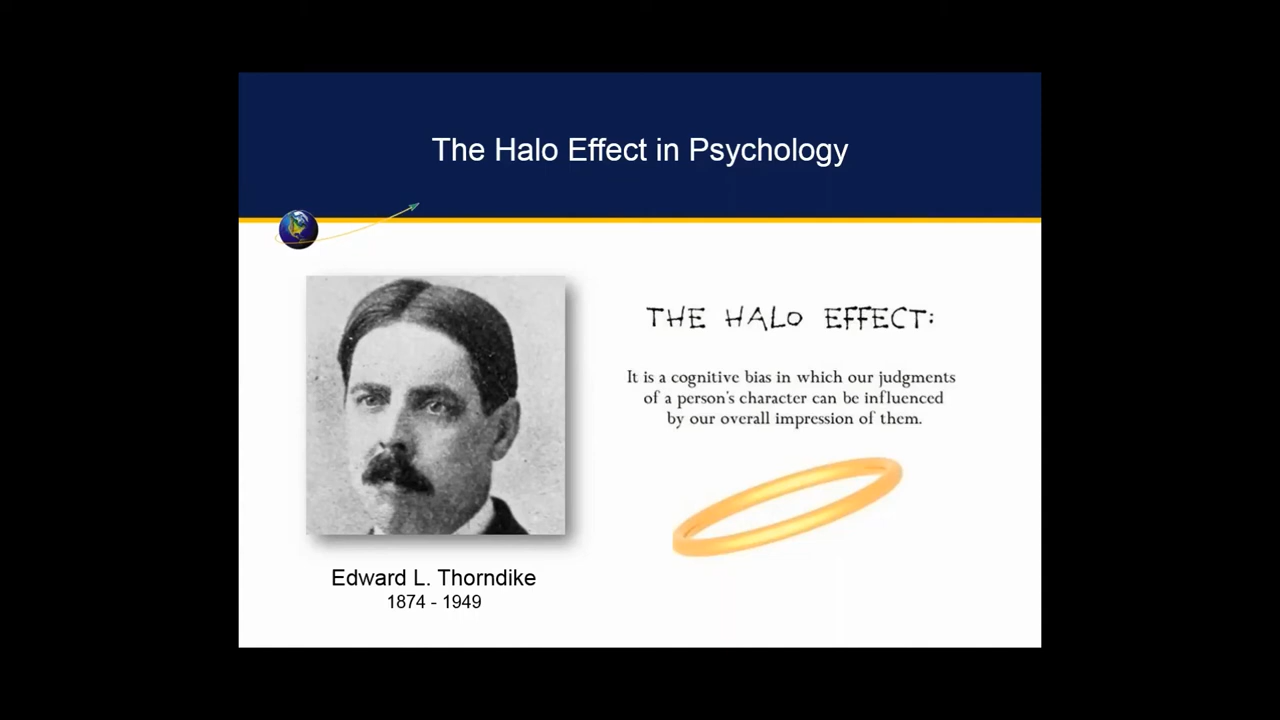 The Halo Effect in Psychology
THE HALO EFFECT:
It is a cognitive bias in which our judgments
of a person's character can be influenced
by our overall impression of them.
Edward L. Thorndike
1874 - 1949